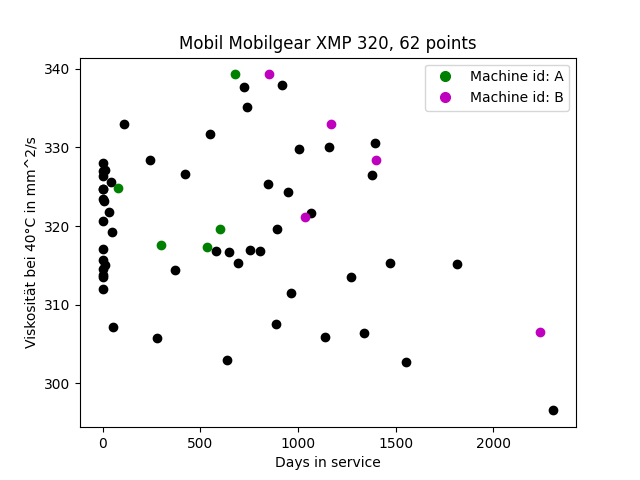 Mobil Mobilgear XMP 320, 62 points
Machine id: A
Machine id: B
Viskosität bei 40°C in mm^2/s
340
330
320
310
300
0 500 1000 1500 2000
Days in service